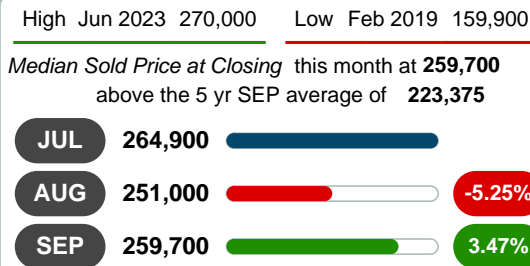 High Jun 2023 270,000 Low Feb 2019 159,900
Median Sold Price at Closing this month at 259,700
above the 5 yr SEP average of 223,375
JUL 264,900
AUG 251,000 -5.25%
SEP 259,700 3.47%